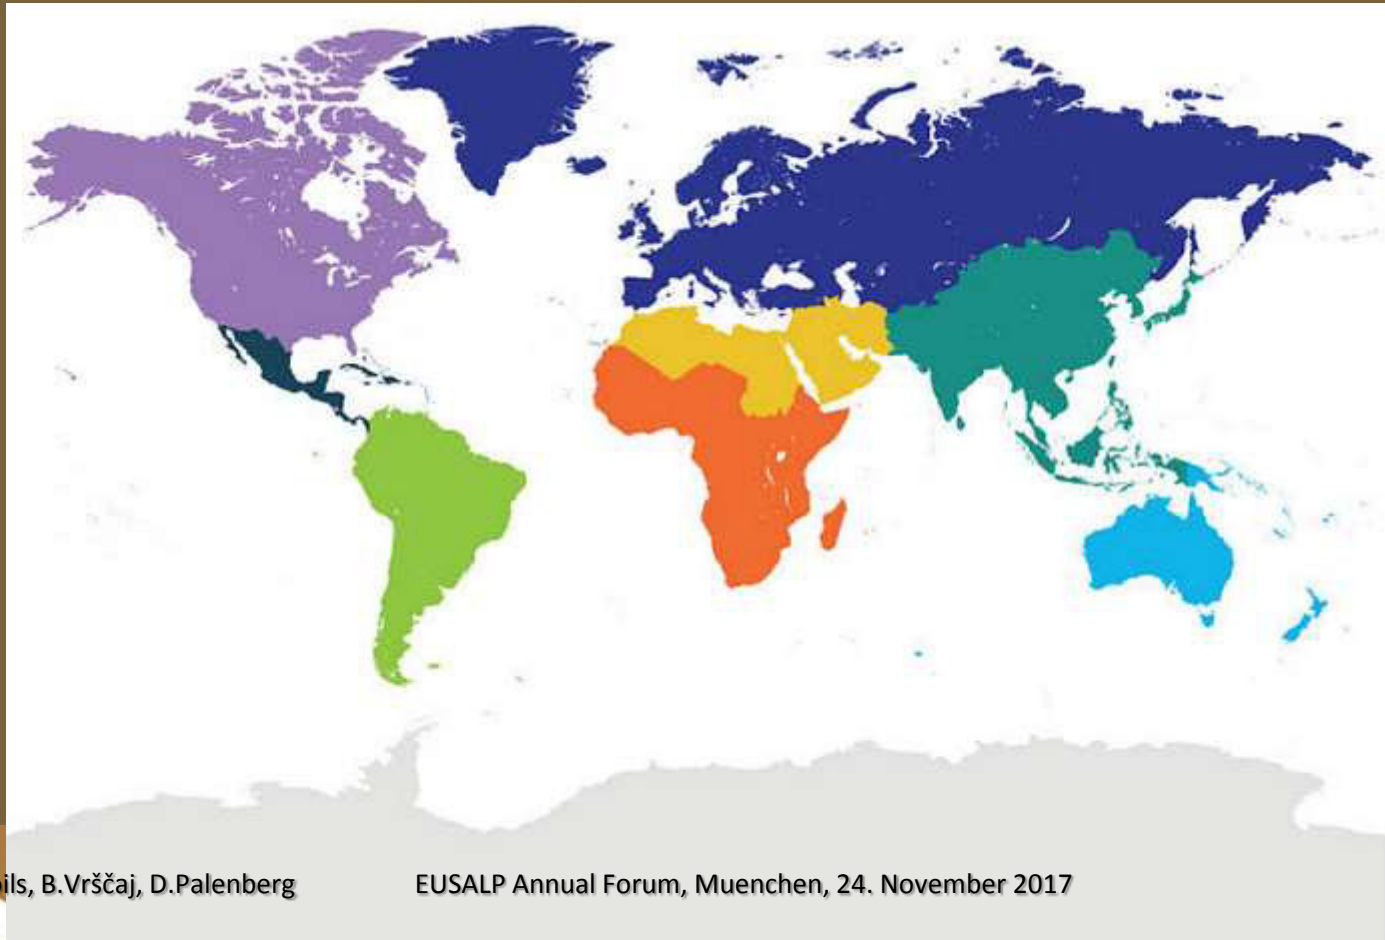 ils, B.Vrščaj, D.Palenberg
EUSALP Annual Forum, Muenchen, 24. November 2017